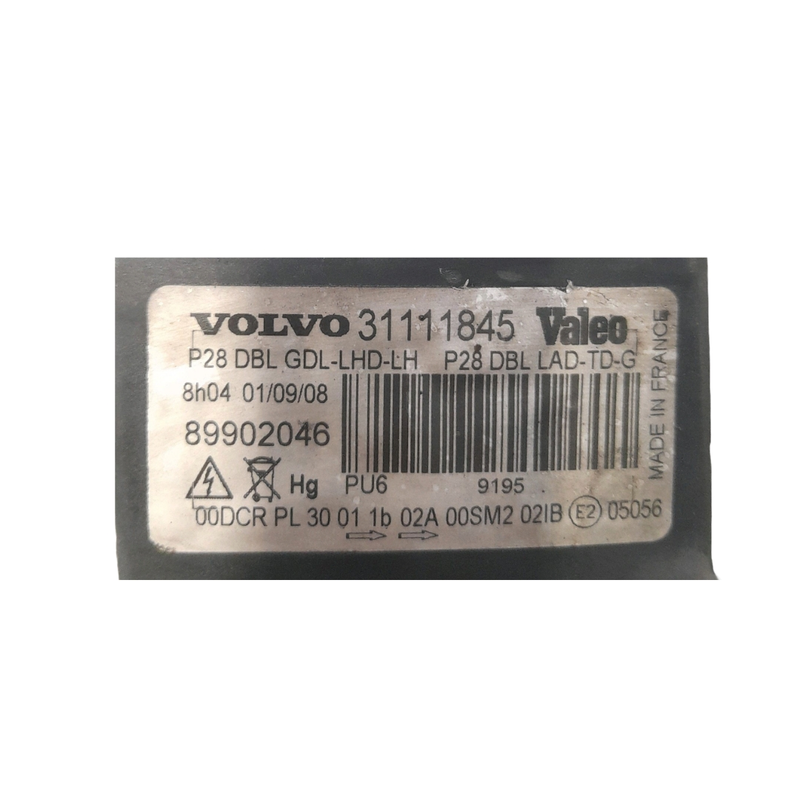 VOLVO 31111845 Valeo
P28 DBL GDL-LHD-LH P28 DBL LAD-TD-G
8h04 01/09/08
89902046
Hg PU6 9195
00DCR PL 30 01 1b 02A 00SM2 02IB E2 05056
MADE IN FRANCE